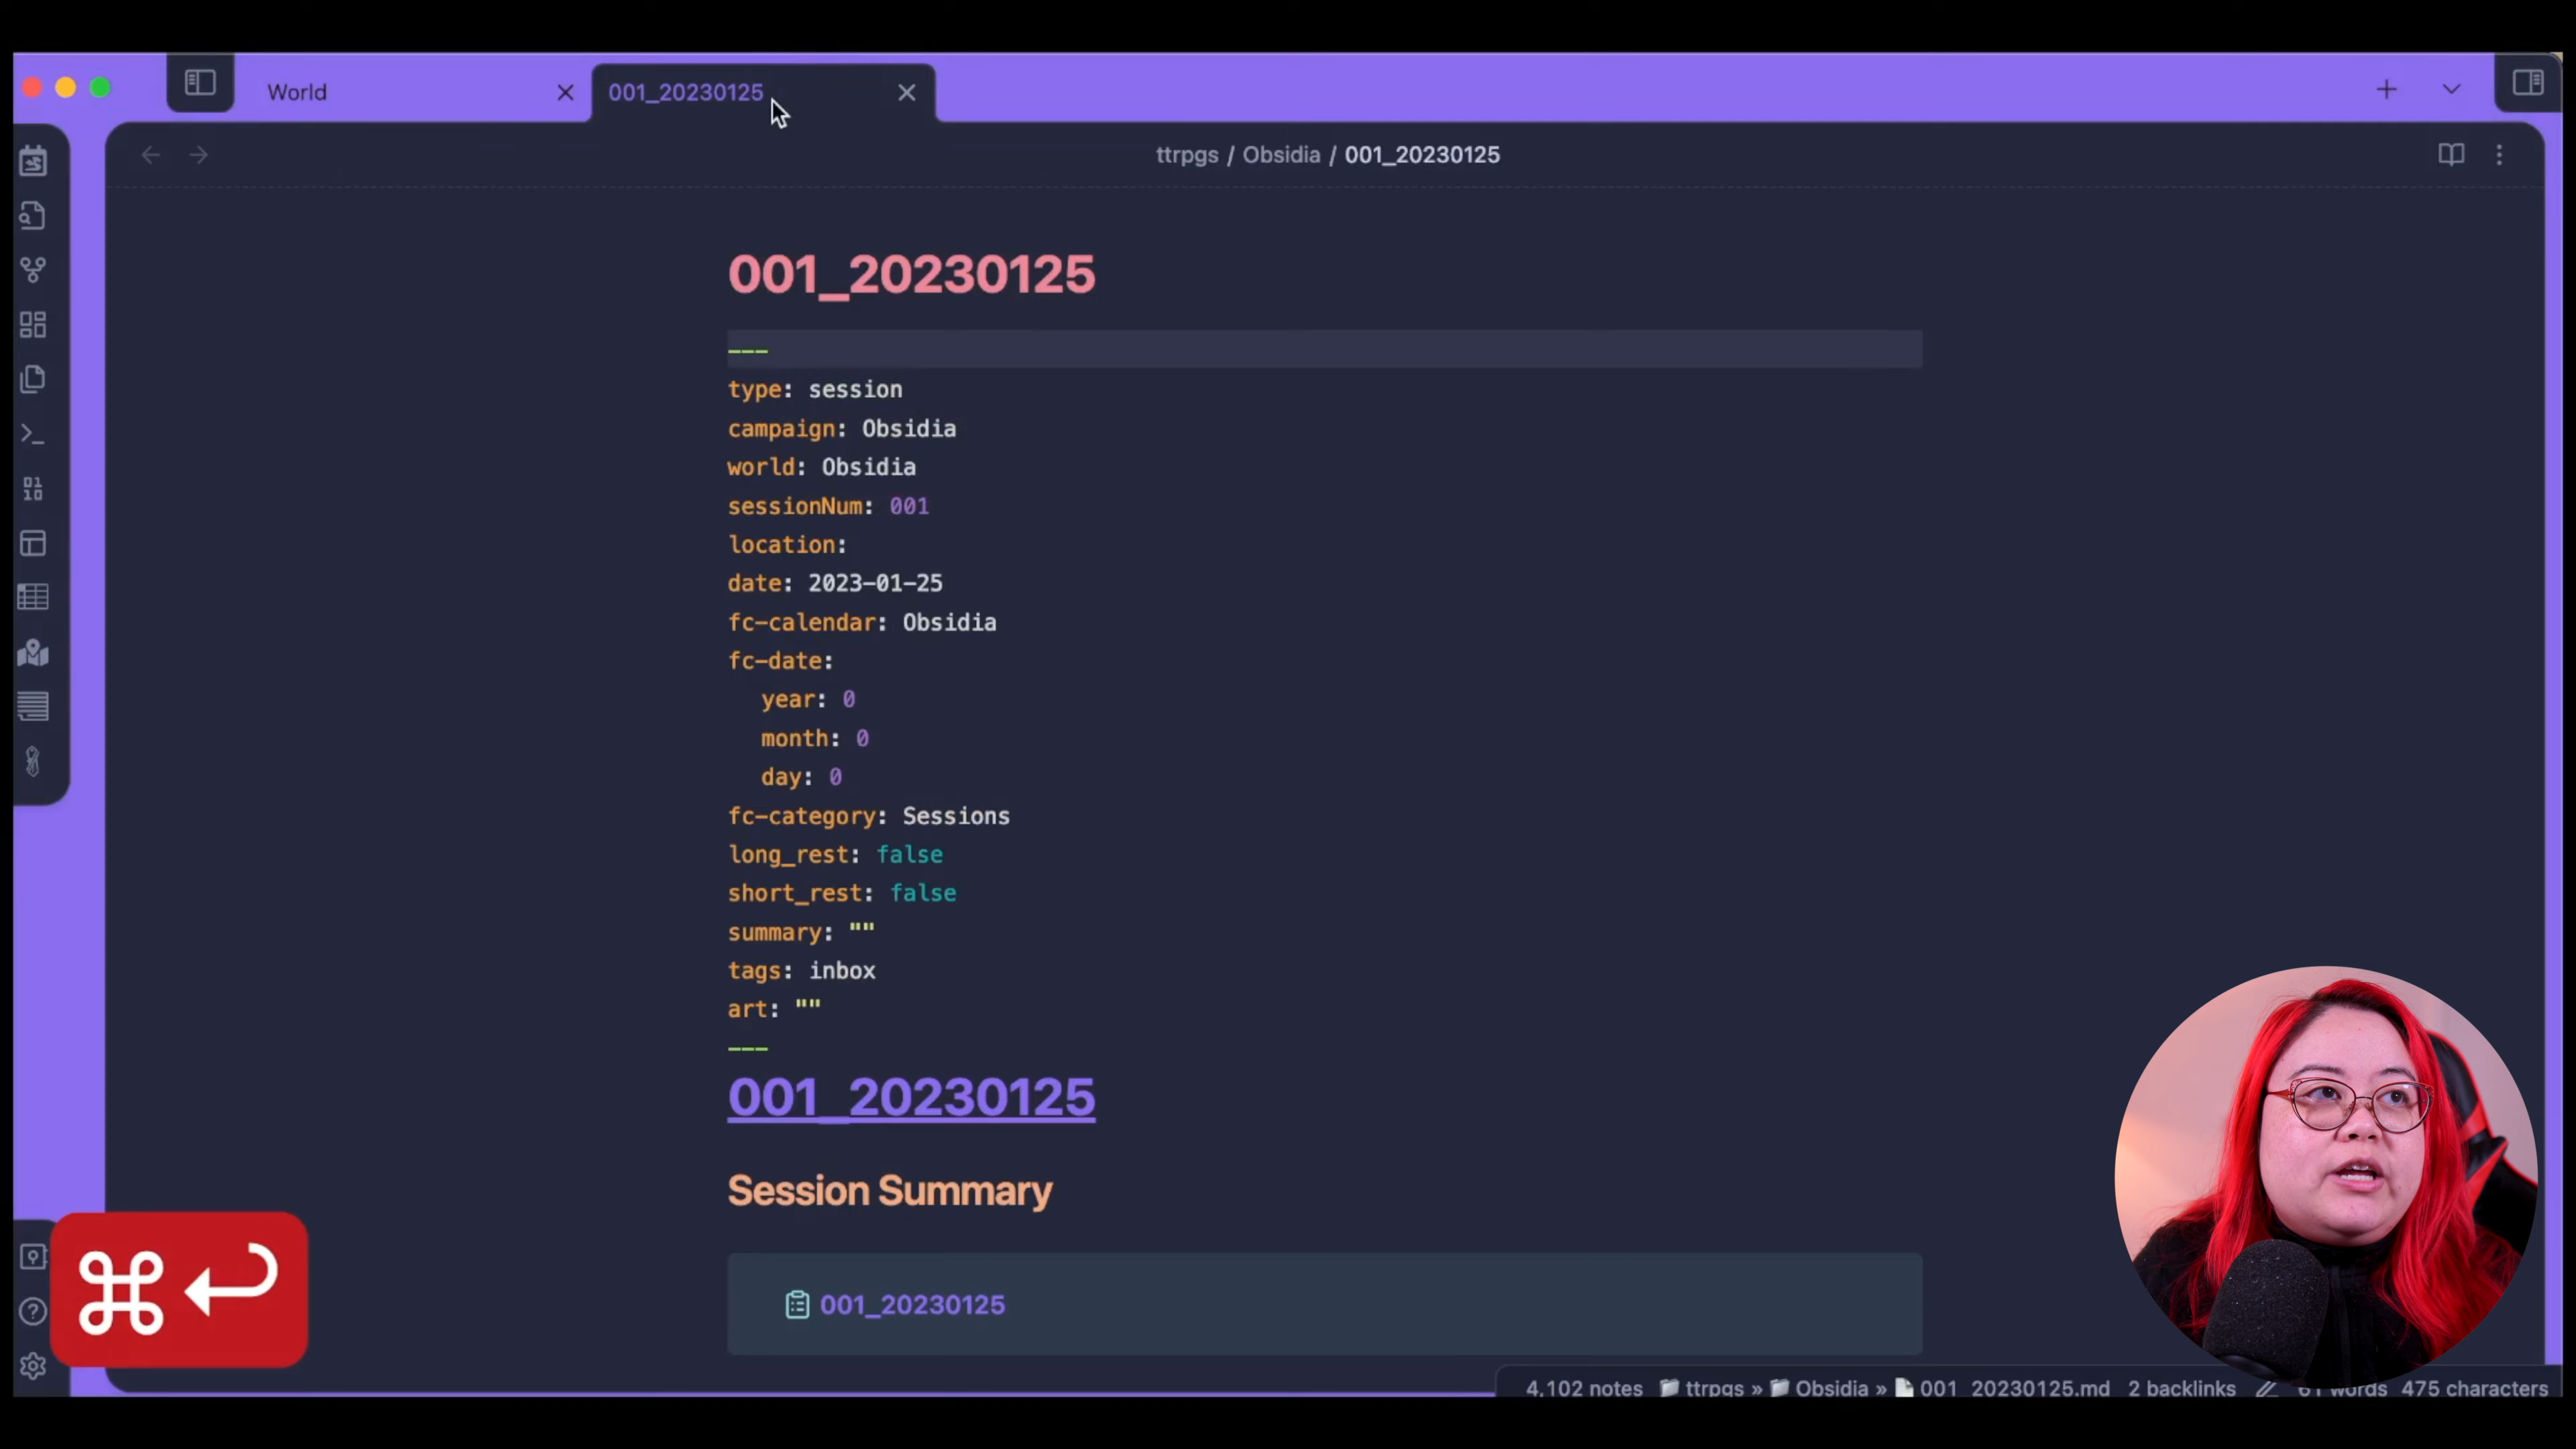 World
001_20230125
ttrpgs / Obsidia / 001_20230125
001_20230125
---
type: session
campaign: Obsidia
world: Obsidia
sessionNum: 001
location:
date: 2023-01-25
fc-calendar: Obsidia
fc-date:
year: 0
month: 0
day: 0
fc-category: Sessions
long_rest: false
short_rest: false
summary: ""
tags: inbox
art: ""
---
001_20230125
Session Summary
001_20230125
4,102 notes ttrpgs » Obsidia » 001_20230125.md 2 backlinks 61 words 475 characters